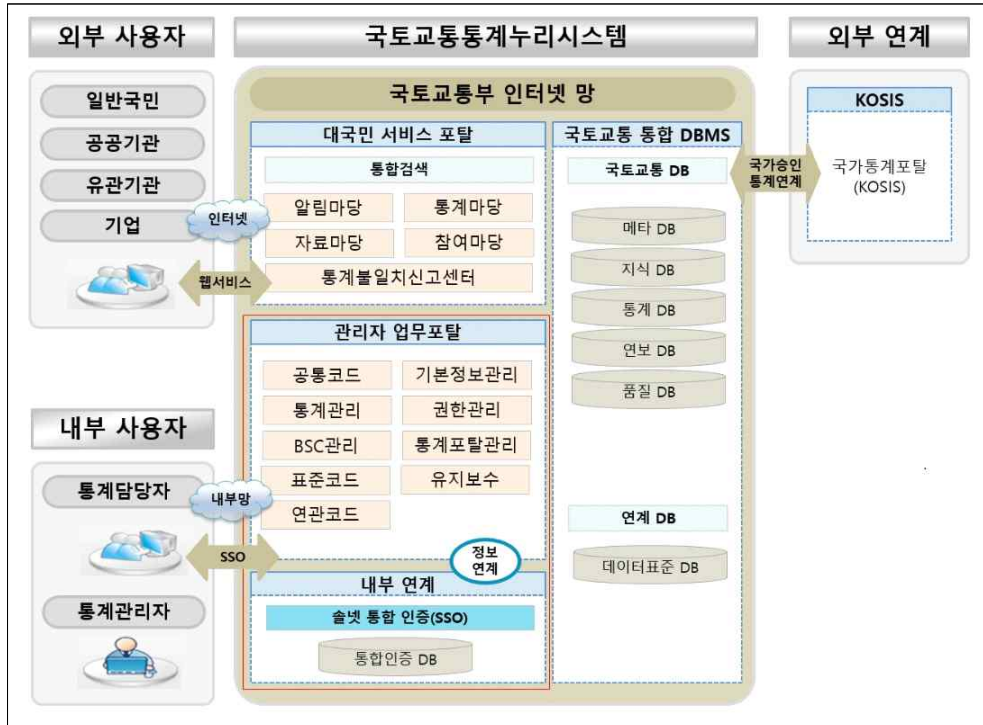 외부 사용자
일반국민
공공기관
유관기관
기업
인터넷
웹서비스
내부 사용자
통계담당자
내부망
SSO
통계관리자
국토교통통계누리시스템
국토교통부 인터넷 망
대국민 서비스 포탈
통합검색
알림마당 통계마당
자료마당 참여마당
통계불일치신고센터
관리자 업무포탈
공통코드 기본정보관리
통계관리 권한관리
BSC관리 통계포탈관리
표준코드 유지보수
연관코드
정보
연계
내부 연계
솔넷 통합 인증(SSO)
통합인증 DB
국토교통 통합 DBMS
국토교통 DB
메타 DB
지식 DB
통계 DB
연보 DB
품질 DB
연계 DB
데이터표준 DB
국가승인
통계연계
외부 연계
KOSIS
국가통계포탈
(KOSIS)